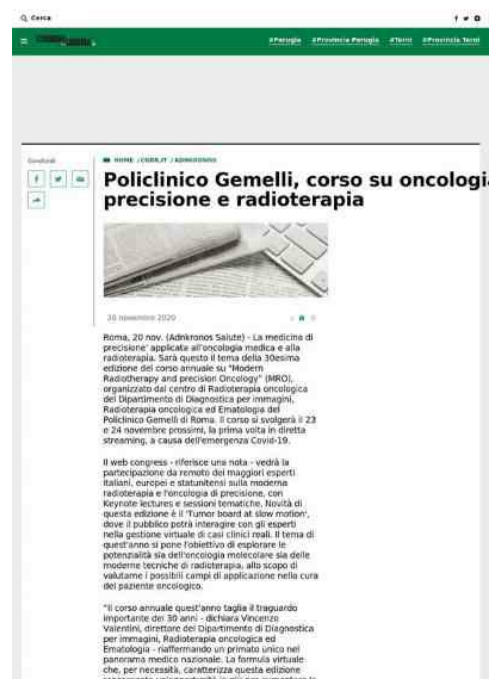 Cerca
#Perugia #Provincia Perugia #Terni #Provincia Terni
Condividi
HOME /CORR.IT /ADNKRONOS
Policlinico Gemelli, corso su oncologia
precisione e radioterapia
20 novembre 2020
Roma, 20 nov. (Adnkronos Salute) - La medicina di
precisione' applicata all'oncologia medica e alla
radioterapia. Sarà questo il tema della 30esima
edizione del corso annuale su "Modern
Radiotherapy and precision Oncology" (MRO),
organizzato dal centro di Radioterapia oncologica
del Dipartimento di Diagnostica per immagini,
Radioterapia oncologica ed Ematologia del
Policlinico Gemelli di Roma. Il corso si svolgerà il 23
e 24 novembre prossimi, la prima volta in diretta
streaming, a causa dell'emergenza Covid-19.
Il web congress - riferisce una nota - vedrà la
partecipazione da remoto dei maggiori esperti
italiani, europei e statunitensi sulla moderna
radioterapia e l'oncologia di precisione, con
Keynote lectures e sessioni tematiche. Novità di
questa edizione è il 'Tumor board at slow motion',
dove il pubblico potrà interagire con gli esperti
nella gestione virtuale di casi clinici reali. Il tema di
quest'anno si pone l'obiettivo di esplorare le
potenzialità sia dell'oncologia molecolare sia delle
moderne tecniche di radioterapia, allo scopo di
valutarne i possibili campi di applicazione nella cura
del paziente oncologico.
"Il corso annuale quest'anno taglia il traguardo
importante dei 30 anni - dichiara Vincenzo
Valentini, direttore del Dipartimento di Diagnostica
per immagini, Radioterapia oncologica ed
Ematologia - riaffermando un primato unico nel
panorama medico nazionale. La formula virtuale
che, per necessità, caratterizza questa edizione